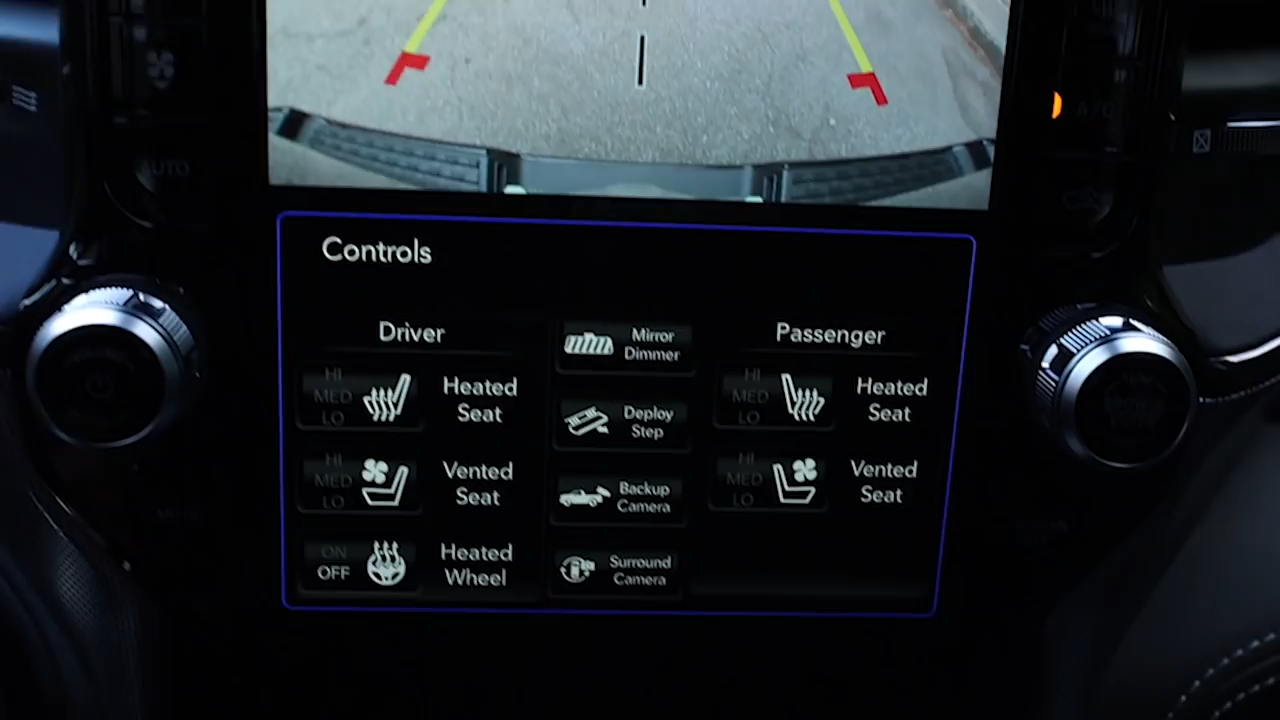 AUTO
A/C
Controls
Driver
Passenger
Mirror
Dimmer
HI
MED
LO
Heated
Seat
Deploy
Step
HI
MED
LO
Heated
Seat
HI
MED
LO
Vented
Seat
Backup
Camera
HI
MED
LO
Vented
Seat
ON
OFF
Heated
Wheel
Surround
Camera